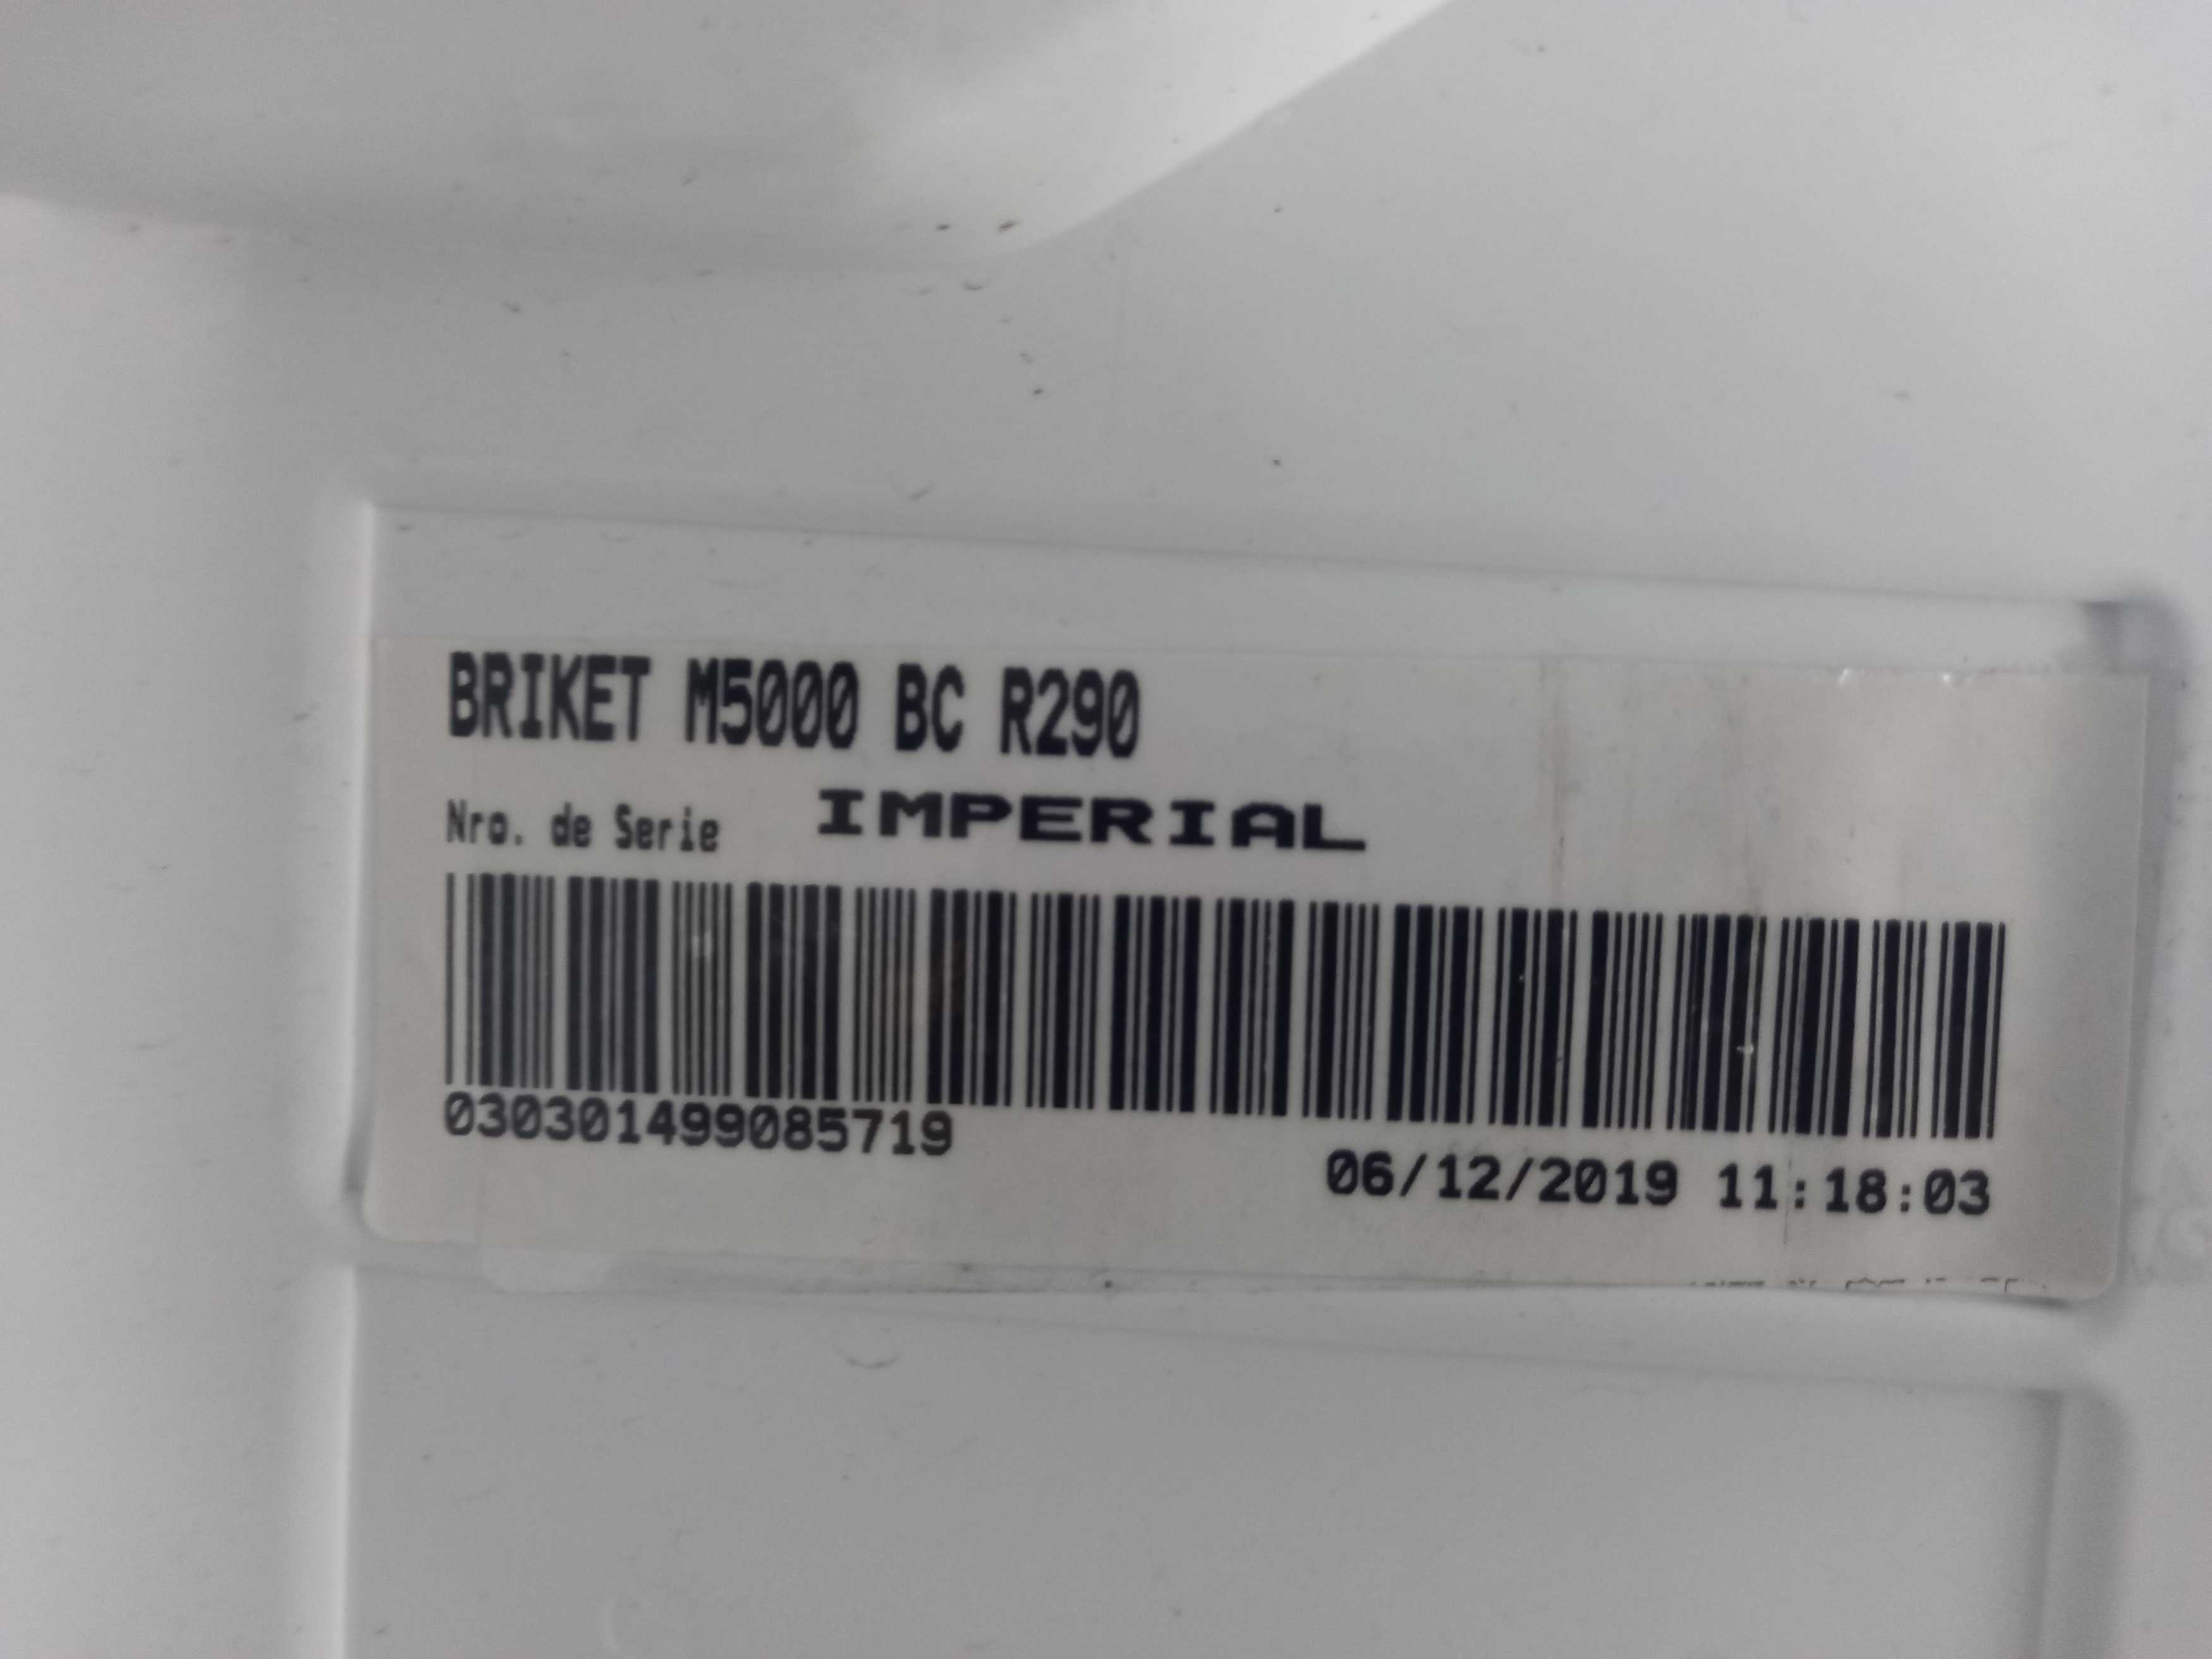 BRIKET M5000 BC R290
Nro. de Serie IMPERIAL
030301499085719
06/12/2019 11:18:03